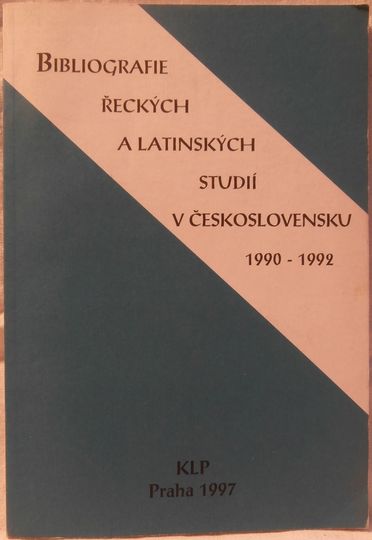 Bibliografie
řeckých
a latinských
studií
v Československu
1990 - 1992
KLP
Praha 1997